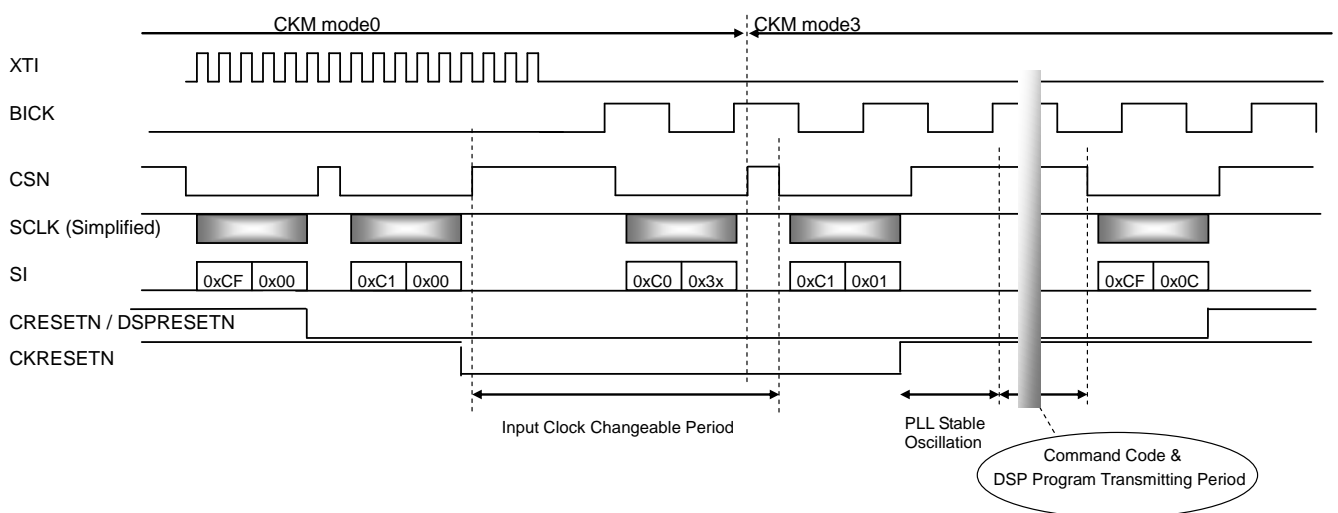 CKM mode0 CKM mode3
XTI
BICK
CSN
SCLK (Simplified)
SI 0xCF 0x00 0xC1 0x00 0xC0 0x3x 0xC1 0x01 0xCF 0x0C
CRESETN / DSPRESETN
CKRESETN
Input Clock Changeable Period
PLL Stable
Oscillation
Command Code &
DSP Program Transmitting Period